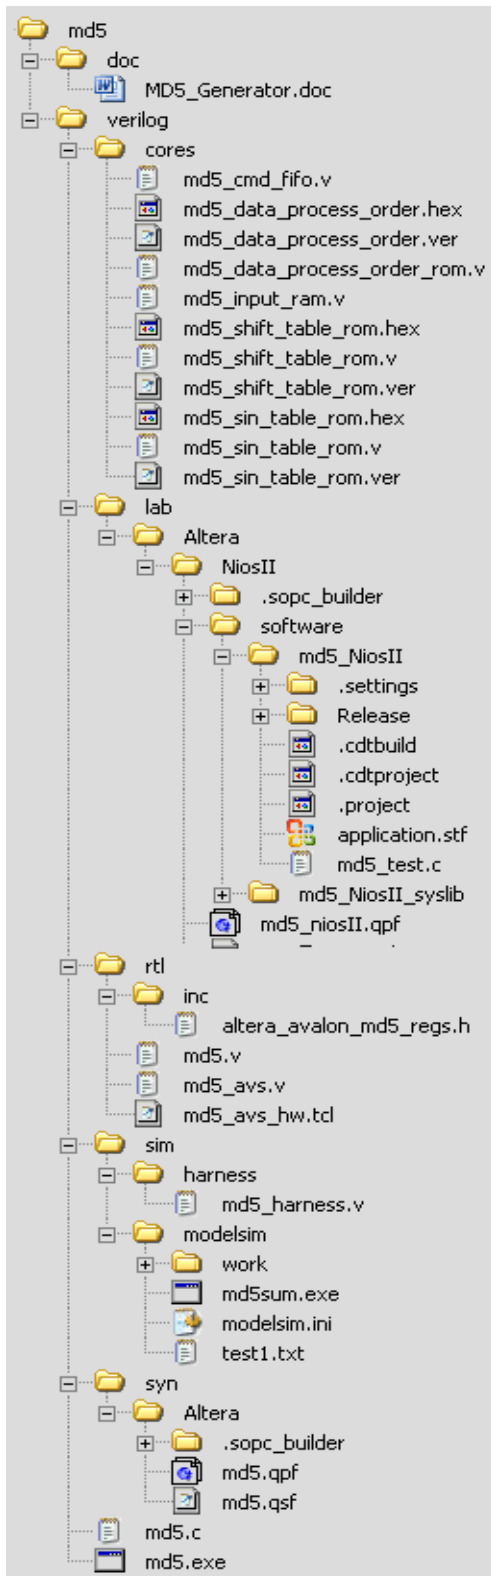 md5
doc
MD5_Generator.doc
verilog
cores
md5_cmd_fifo.v
md5_data_process_order.hex
md5_data_process_order.ver
md5_data_process_order_rom.v
md5_input_ram.v
md5_shift_table_rom.hex
md5_shift_table_rom.v
md5_shift_table_rom.ver
md5_sin_table_rom.hex
md5_sin_table_rom.v
md5_sin_table_rom.ver
lab
Altera
NiosII
.sopc_builder
software
md5_NiosII
.settings
Release
.cdtbuild
.cdtproject
.project
application.stf
md5_test.c
md5_NiosII_syslib
md5_niosII.qpf
rtl
inc
altera_avalon_md5_regs.h
md5.v
md5_avs.v
md5_avs_hw.tcl
sim
harness
md5_harness.v
modelsim
work
md5sum.exe
modelsim.ini
test1.txt
syn
Altera
.sopc_builder
md5.qpf
md5.qsf
md5.c
md5.exe